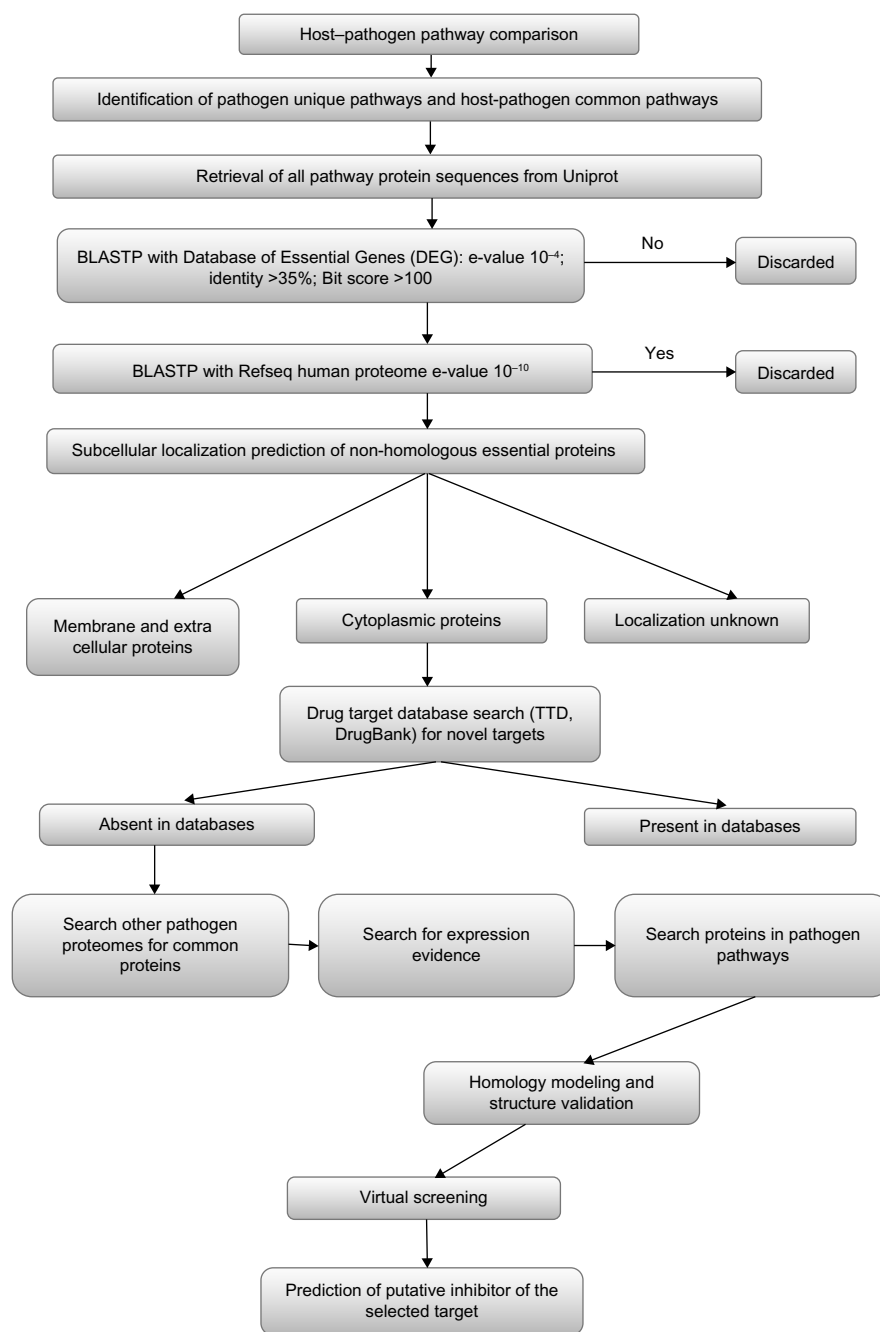 Host–pathogen pathway comparison
Identification of pathogen unique pathways and host-pathogen common pathways
Retrieval of all pathway protein sequences from Uniprot
BLASTP with Database of Essential Genes (DEG): e-value 10⁻⁴;
identity >35%; Bit score >100
No
Discarded
BLASTP with Refseq human proteome e-value 10⁻¹⁰
Yes
Discarded
Subcellular localization prediction of non-homologous essential proteins
Membrane and extra
cellular proteins
Cytoplasmic proteins
Localization unknown
Drug target database search (TTD,
DrugBank) for novel targets
Absent in databases
Present in databases
Search other pathogen
proteomes for common
proteins
Search for expression
evidence
Search proteins in pathogen
pathways
Homology modeling and
structure validation
Virtual screening
Prediction of putative inhibitor of the
selected target